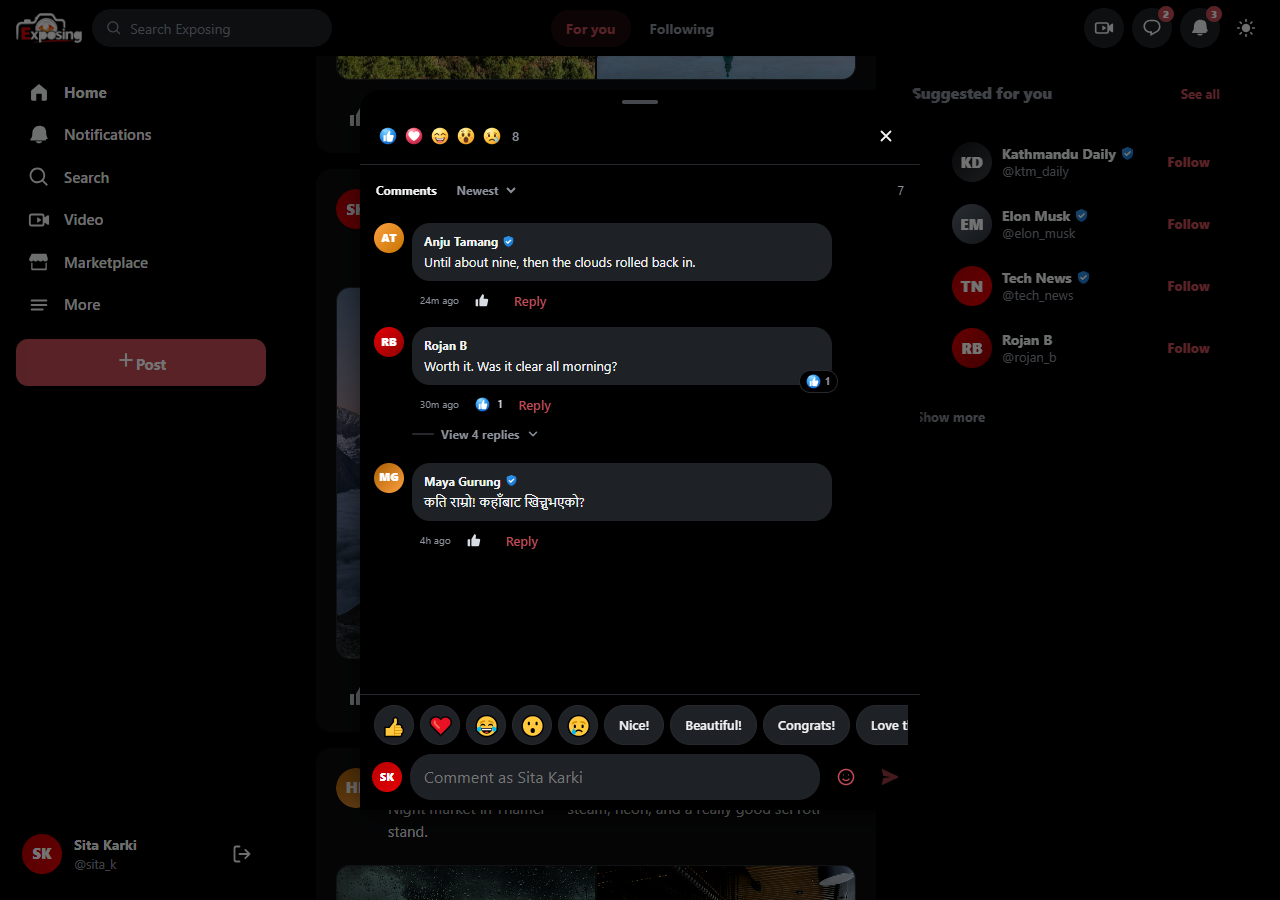 Exposing
Search Exposing
For you
Following
2
3
Home
Notifications
Search
Video
Marketplace
More
Post
Sita Karki
@sita_k
SK
8
Comments
Newest
7
AT
Anju Tamang
Until about nine, then the clouds rolled back in.
24m ago
Reply
RB
Rojan B
Worth it. Was it clear all morning?
1
30m ago
1
Reply
View 4 replies
MG
Maya Gurung
कति राम्रो! कहाँबाट खिच्नुभएको?
4h ago
Reply
Nice!
Beautiful!
Congrats!
Love t
SK
Comment as Sita Karki
stand.
Suggested for you
See all
KD
Kathmandu Daily
@ktm_daily
Follow
EM
Elon Musk
@elon_musk
Follow
TN
Tech News
@tech_news
Follow
RB
Rojan B
@rojan_b
Follow
Show more